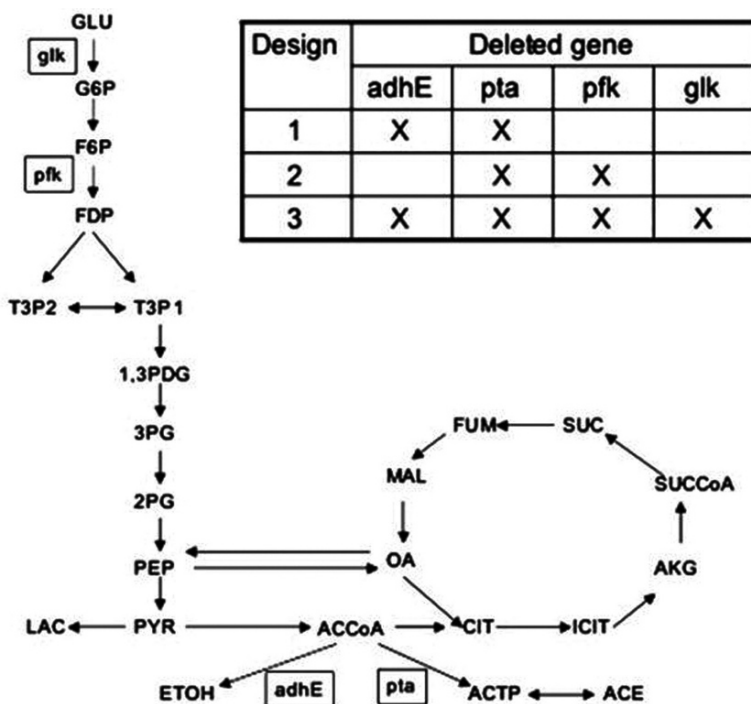 GLU
glk
G6P
F6P
pfk
FDP
T3P2 T3P1
1,3PDG
3PG
2PG
PEP
LAC PYR ACCoA CIT ICIT
ETOH adhE pta ACTP ACE
FUM SUC
MAL SUCCoA
OA AKG
Design Deleted gene
adhE pta pfk glk
1 X X
2 X X
3 X X X X